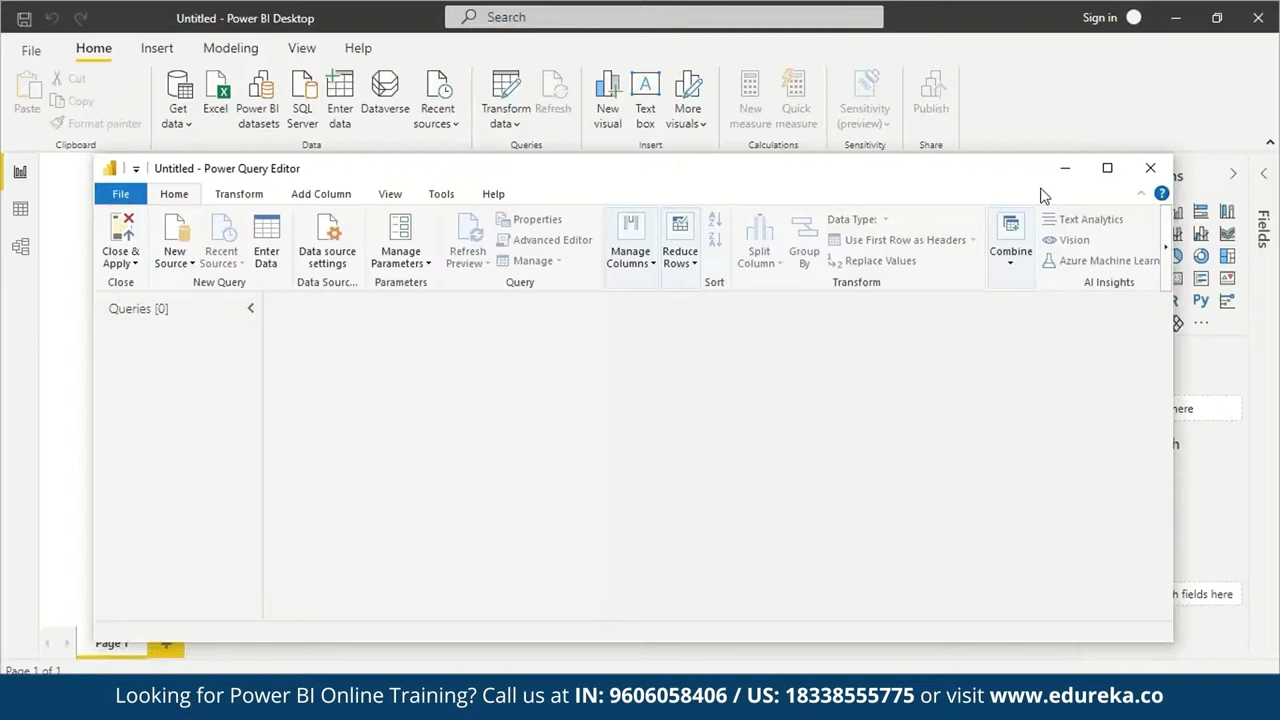 Untitled - Power BI Desktop
Search
Sign in
File Home Insert Modeling View Help
Paste
Cut
Copy
Format painter
Clipboard
Get data
Excel
Power BI datasets
SQL Server
Enter data
Dataverse
Recent sources
Data
Transform data
Refresh
Queries
New visual
Text box
More visuals
Insert
New measure
Quick measure
Calculations
Sensitivity (preview)
Sensitivity
Publish
Share
Untitled - Power Query Editor
File Home Transform Add Column View Tools Help
Close & Apply
Close
New Source
Recent Sources
Enter Data
New Query
Data source settings
Data Sourc...
Manage Parameters
Parameters
Refresh Preview
Properties
Advanced Editor
Manage
Query
Manage Columns
Reduce Rows
Sort
Split Column
Group By
Data Type:
Use First Row as Headers
Replace Values
Transform
Combine
Text Analytics
Vision
Azure Machine Learn
AI Insights
Queries [0]
ns
Fields
Py
here
h
h fields here
Page 1
Page 1 of 1
Looking for Power BI Online Training? Call us at IN: 9606058406 / US: 18338555775 or visit www.edureka.co